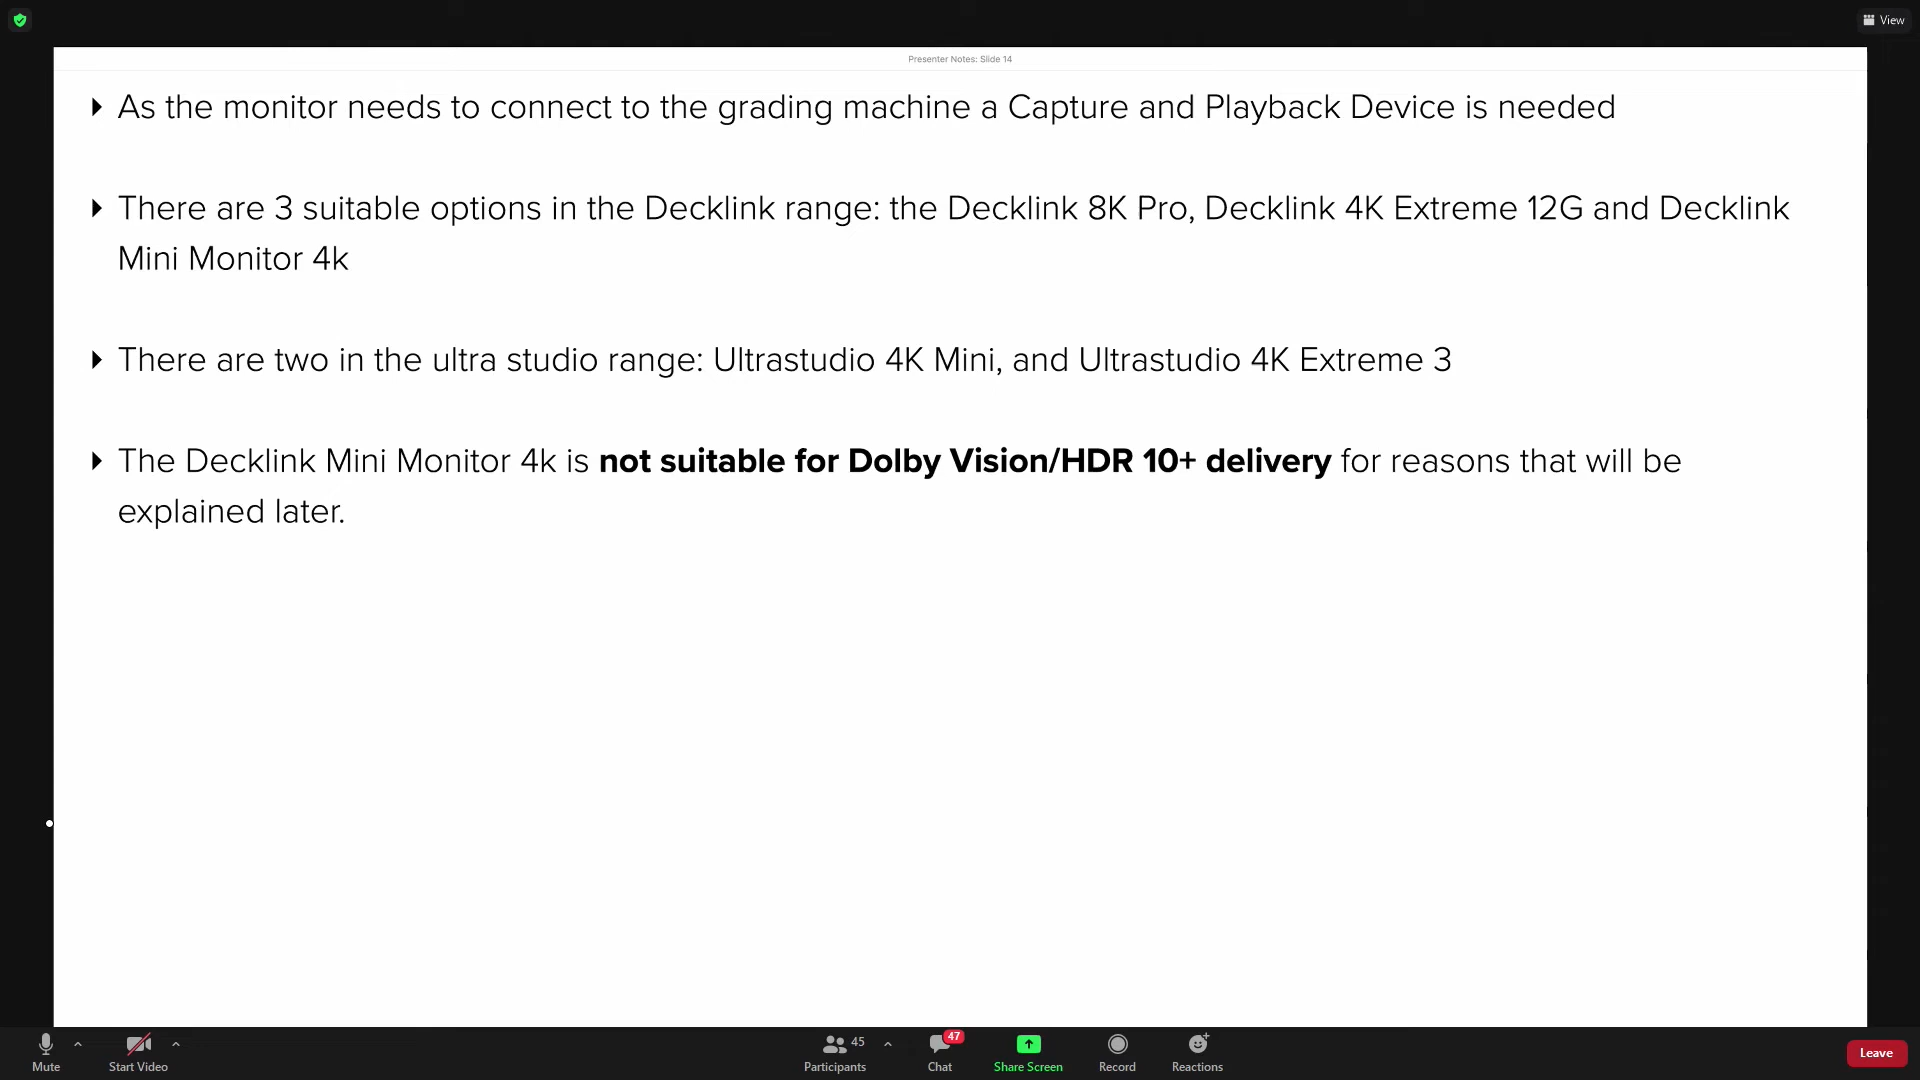 View
Presenter Notes: Slide 14
As the monitor needs to connect to the grading machine a Capture and Playback Device is needed
There are 3 suitable options in the Decklink range: the Decklink 8K Pro, Decklink 4K Extreme 12G and Decklink
Mini Monitor 4k
There are two in the ultra studio range: Ultrastudio 4K Mini, and Ultrastudio 4K Extreme 3
The Decklink Mini Monitor 4k is not suitable for Dolby Vision/HDR 10+ delivery for reasons that will be
explained later.
45
47
Mute
Start Video
Participants
Chat
Share Screen
Record
Reactions
Leave